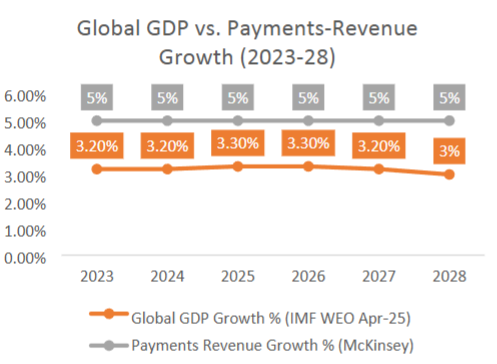 Global GDP vs. Payments-Revenue
Growth (2023-28)
6.00%
5.00%
4.00%
3.00%
2.00%
1.00%
0.00%
5% 5% 5% 5% 5% 5%
3.20% 3.20% 3.30% 3.30% 3.20% 3%
2023 2024 2025 2026 2027 2028
Global GDP Growth % (IMF WEO Apr-25)
Payments Revenue Growth % (McKinsey)